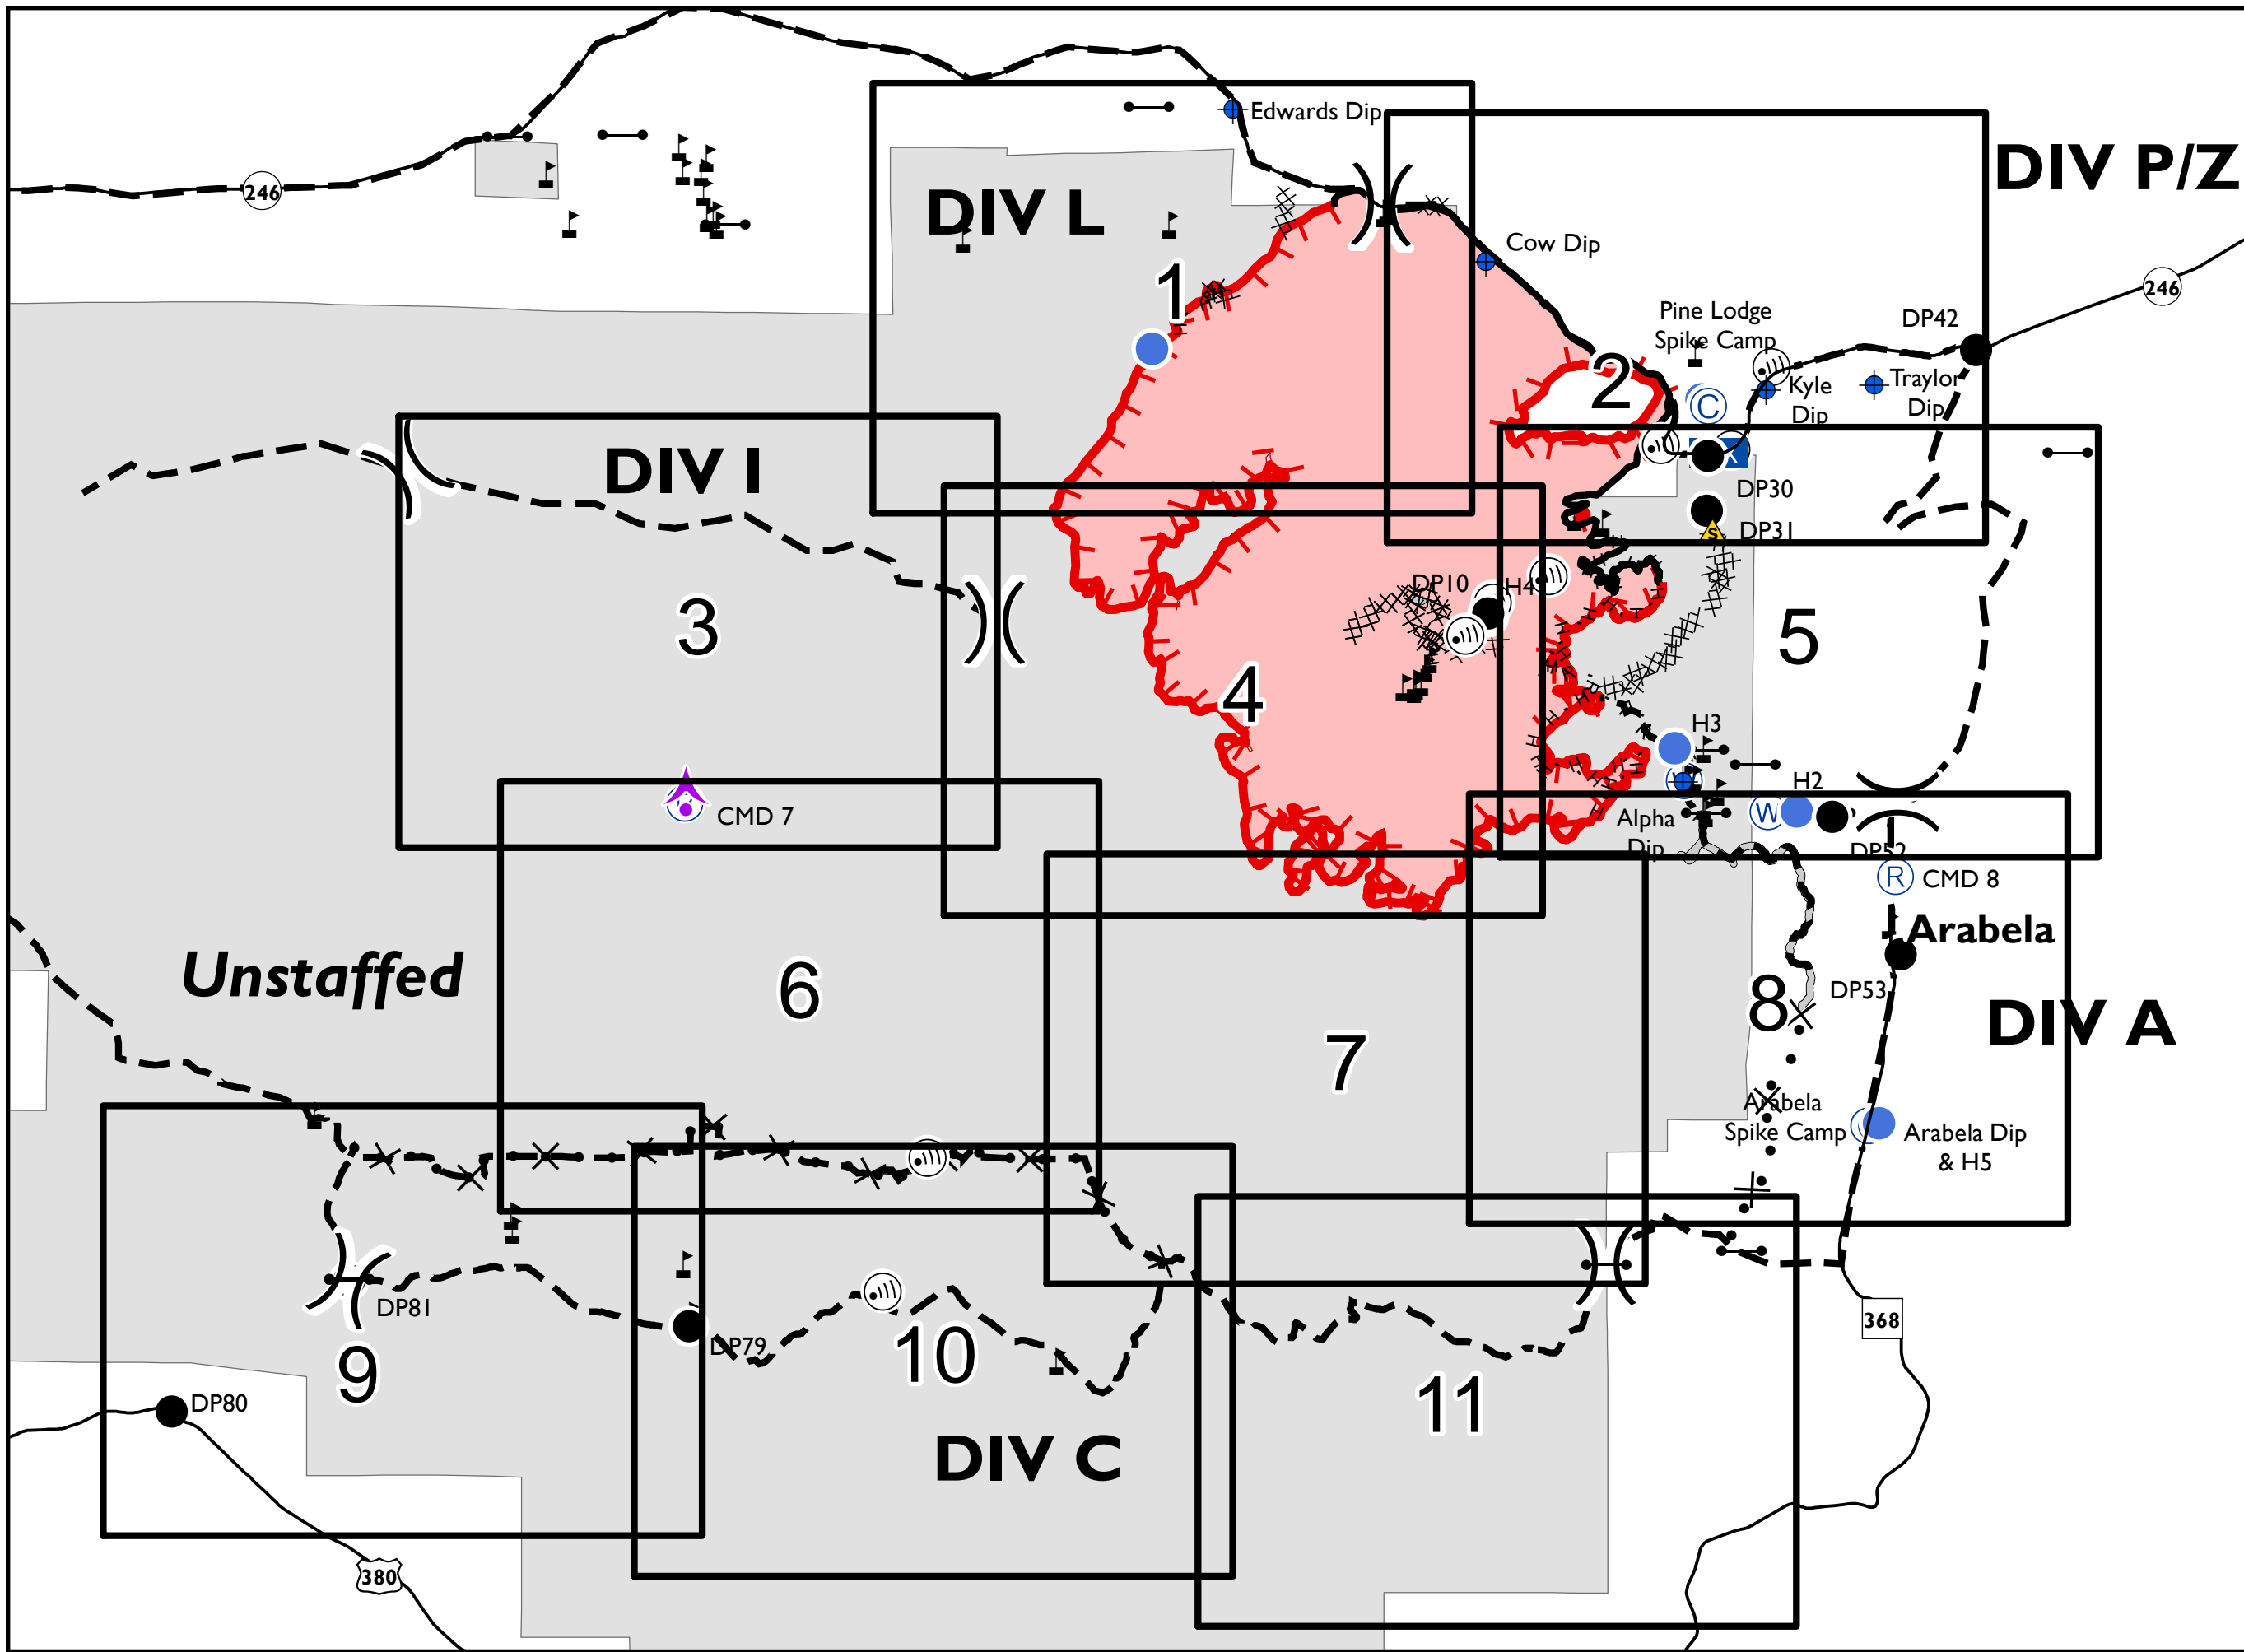 Edwards Dip
DIV P/Z
246
DIV L
Cow Dip
1
246
Pine Lodge
Spike Camp
DP42
2
Kyle
Dip
Traylor
Dip
C
DIV I
DP30
S
DP31
DP10
H4
3
5
4
H3
H2
CMD 7
W
Alpha
Dip
DP52
R
CMD 8
Arabela
Unstaffed
6
8
DP53
DIV A
7
Arabela
Spike Camp
Arabela Dip
& H5
DP81
368
DP79
10
9
11
DP80
DIV C
380